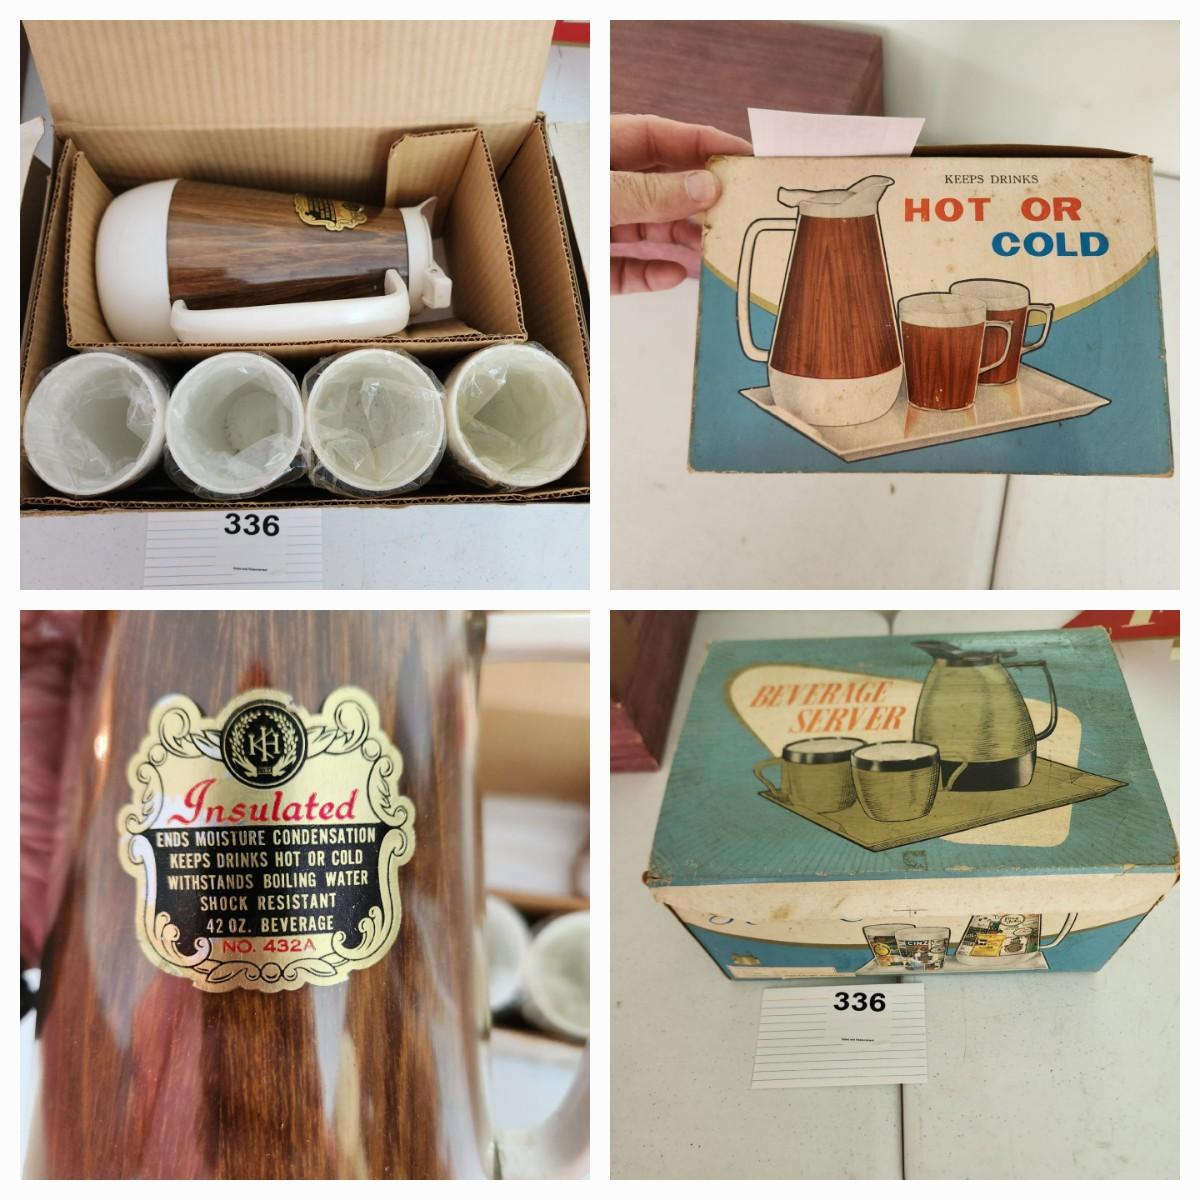 336
KEEPS DRINKS
HOT OR
COLD
KH
Insulated
ENDS MOISTURE CONDENSATION
KEEPS DRINKS HOT OR COLD
WITHSTANDS BOILING WATER
SHOCK RESISTANT
42 OZ. BEVERAGE
NO. 432A
BEVERAGE
SERVER
336